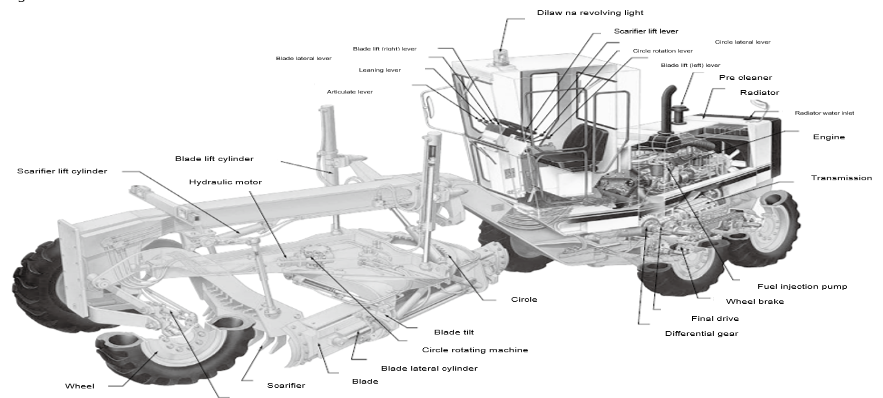 Dilaw na revolving light
Scarifier lift lever
Circle lateral lever
Blade lift (right) lever
Circle rotation lever
Blade lateral lever
Blade lift (left) lever
Leaning lever
Pre cleaner
Articulate lever
Radiator
Radiator water inlet
Engine
Blade lift cylinder
Scarifier lift cylinder
Hydraulic motor
Transmission
Fuel injection pump
Circle
Wheel brake
Final drive
Blade tilt
Differential gear
Circle rotating machine
Blade lateral cylinder
Blade
Wheel
Scarifier